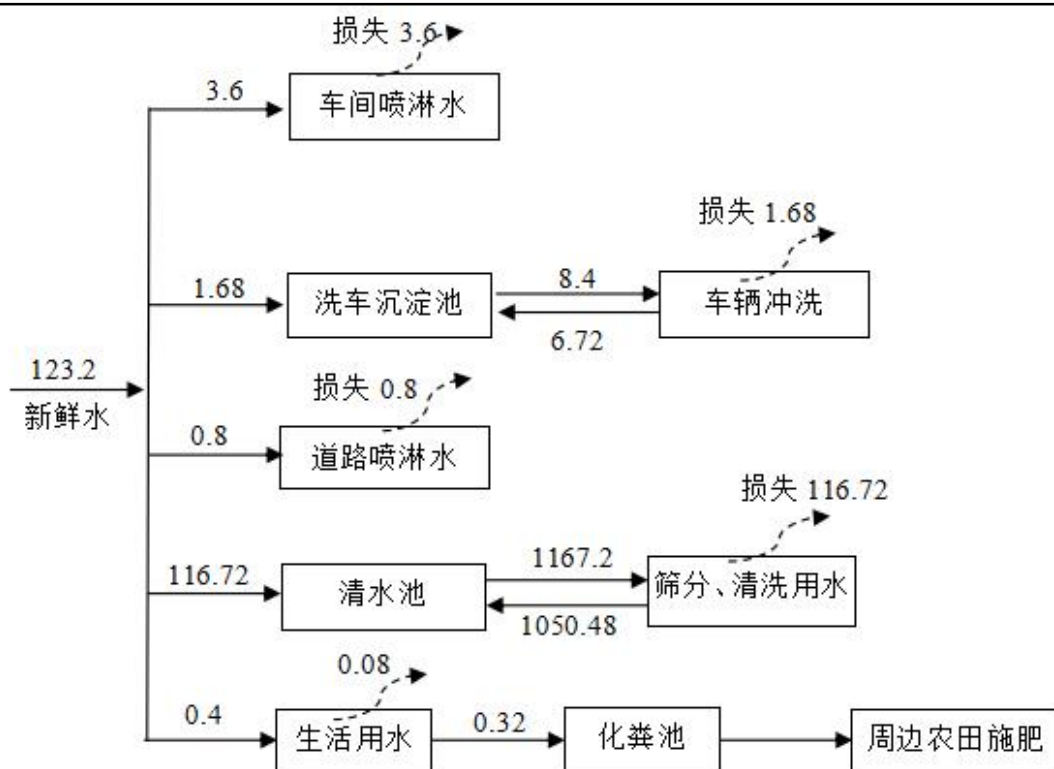 损失 3.6
3.6
车间喷淋水
损失 1.68
1.68
洗车沉淀池
8.4
车辆冲洗
6.72
123.2
新鲜水
损失 0.8
0.8
道路喷淋水
损失 116.72
116.72
清水池
1167.2
筛分、清洗用水
1050.48
0.08
0.4
生活用水
0.32
化粪池
周边农田施肥